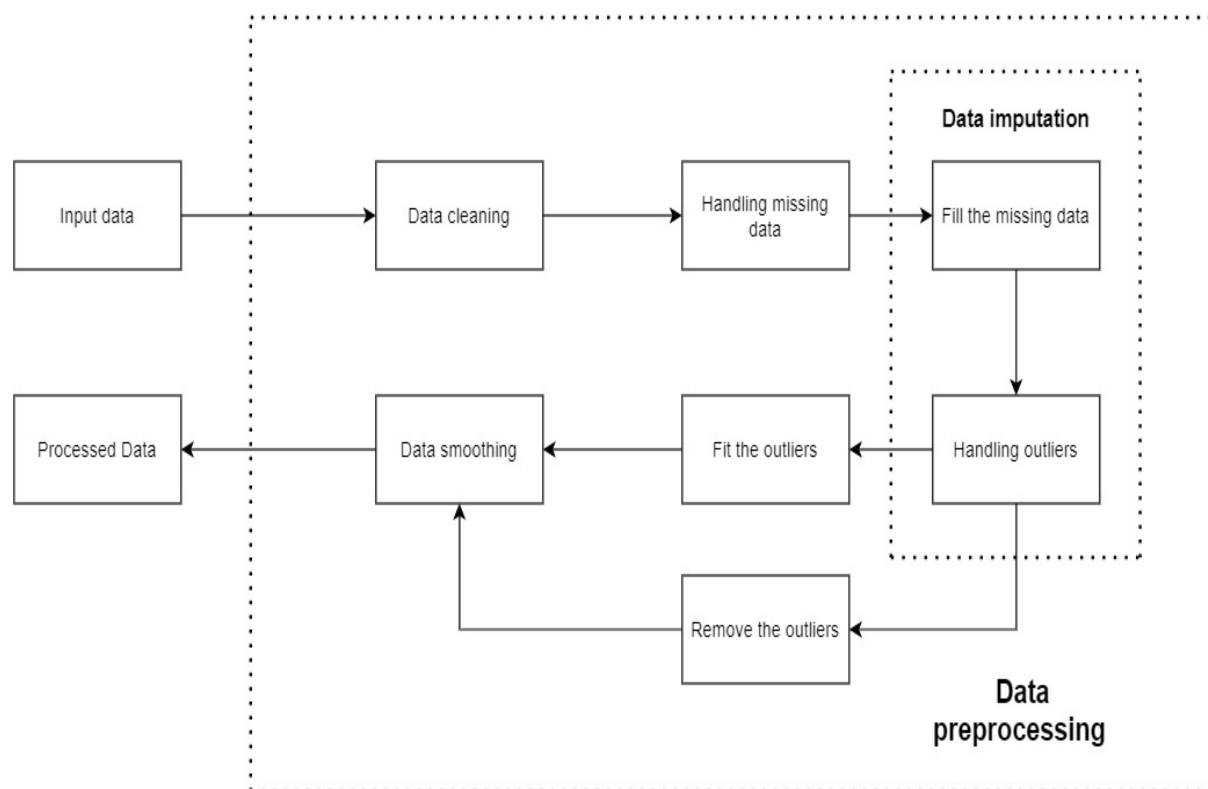 Data imputation
Input data
Data cleaning
Handling missing
data
Fill the missing data
Processed Data
Data smoothing
Fit the outliers
Handling outliers
Remove the outliers
Data
preprocessing